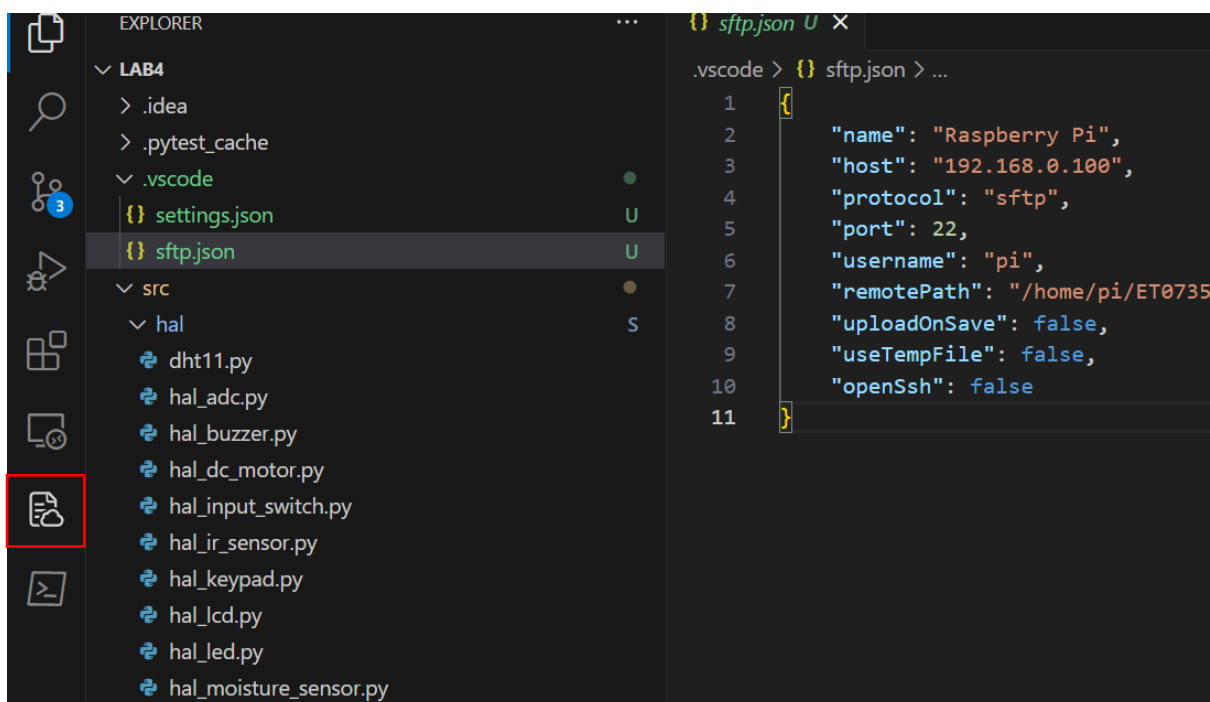 EXPLORER
LAB4
.idea
.pytest_cache
.vscode
{} settings.json U
{} sftp.json U
src
hal S
dht11.py
hal_adc.py
hal_buzzer.py
hal_dc_motor.py
hal_input_switch.py
hal_ir_sensor.py
hal_keypad.py
hal_lcd.py
hal_led.py
hal_moisture_sensor.py
3
{} sftp.json U
.vscode > {} sftp.json > ...
1 {
2 "name": "Raspberry Pi",
3 "host": "192.168.0.100",
4 "protocol": "sftp",
5 "port": 22,
6 "username": "pi",
7 "remotePath": "/home/pi/ET0735
8 "uploadOnSave": false,
9 "useTempFile": false,
10 "openSsh": false
11 }